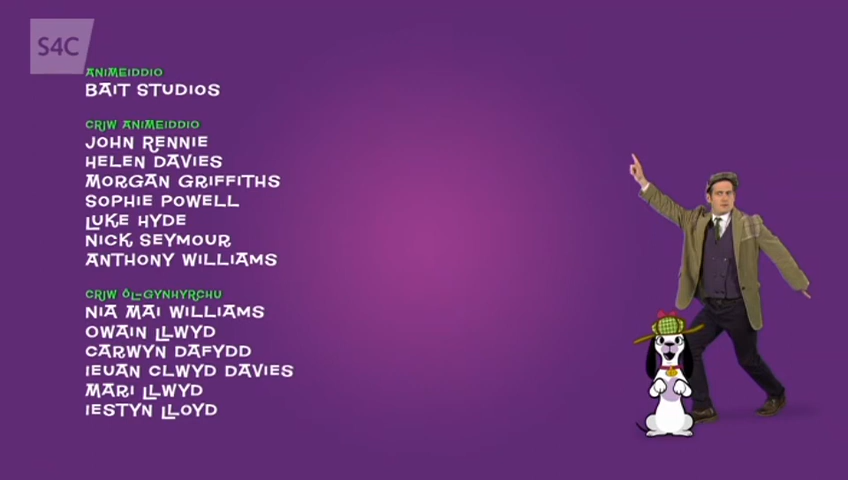 S4C
ANIMEIDDIO
BAIT STUDIOS
CRIW ANIMEIDDIO
JOHN RENNIE
HELEN DAVIES
MORGAN GRIFFITHS
SOPHIE POWELL
LUKE HYDE
NICK SEYMOUR
ANTHONY WILLIAMS
CRIW ÔL-GYNHYRCHU
NIA MAI WILLIAMS
OWAIN LLWYD
CARWYN DAFYDD
IEUAN CLWYD DAVIES
MARI LLWYD
IESTYN LLOYD